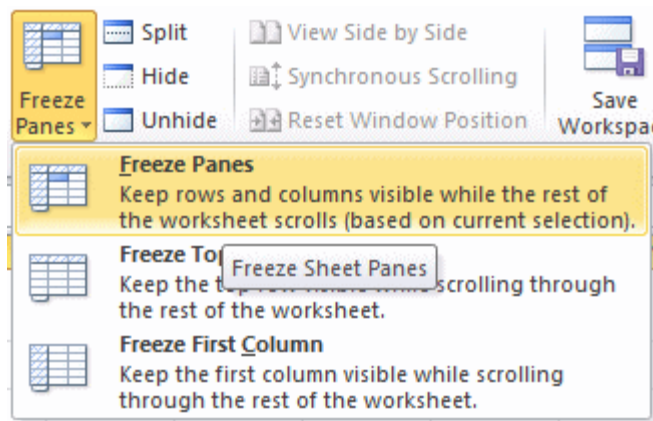 Split
Hide
Unhide
Freeze
Panes
View Side by Side
Synchronous Scrolling
Reset Window Position
Save
Freeze Panes
Keep rows and columns visible while the rest of
the worksheet scrolls (based on current selection).
Freeze
Freeze Sheet Panes
Keep the scrolling through
the rest of the worksheet.
Freeze First Column
Keep the first column visible while scrolling
through the rest of the worksheet.